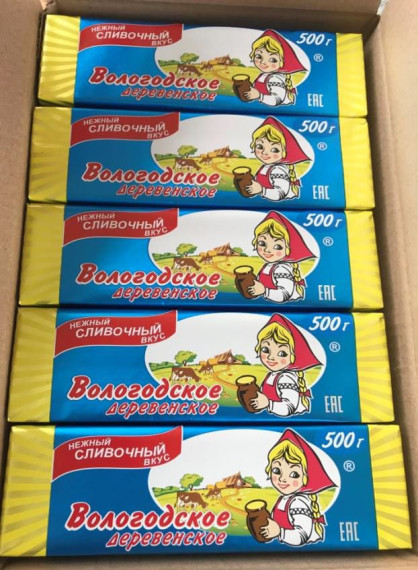 НЕЖНЫЙ
СЛИВОЧНЫЙ
ВКУС
500 г
®
Вологодское
деревенское
EAC
НЕЖНЫЙ
СЛИВОЧНЫЙ
ВКУС
500 г
®
Вологодское
деревенское
EAC
НЕЖНЫЙ
СЛИВОЧНЫЙ
ВКУС
500 г
®
Вологодское
деревенское
EAC
НЕЖНЫЙ
СЛИВОЧНЫЙ
ВКУС
500 г
®
Вологодское
деревенское
EAC
НЕЖНЫЙ
СЛИВОЧНЫЙ
ВКУС
500 г
®
Вологодское
деревенское
EAC